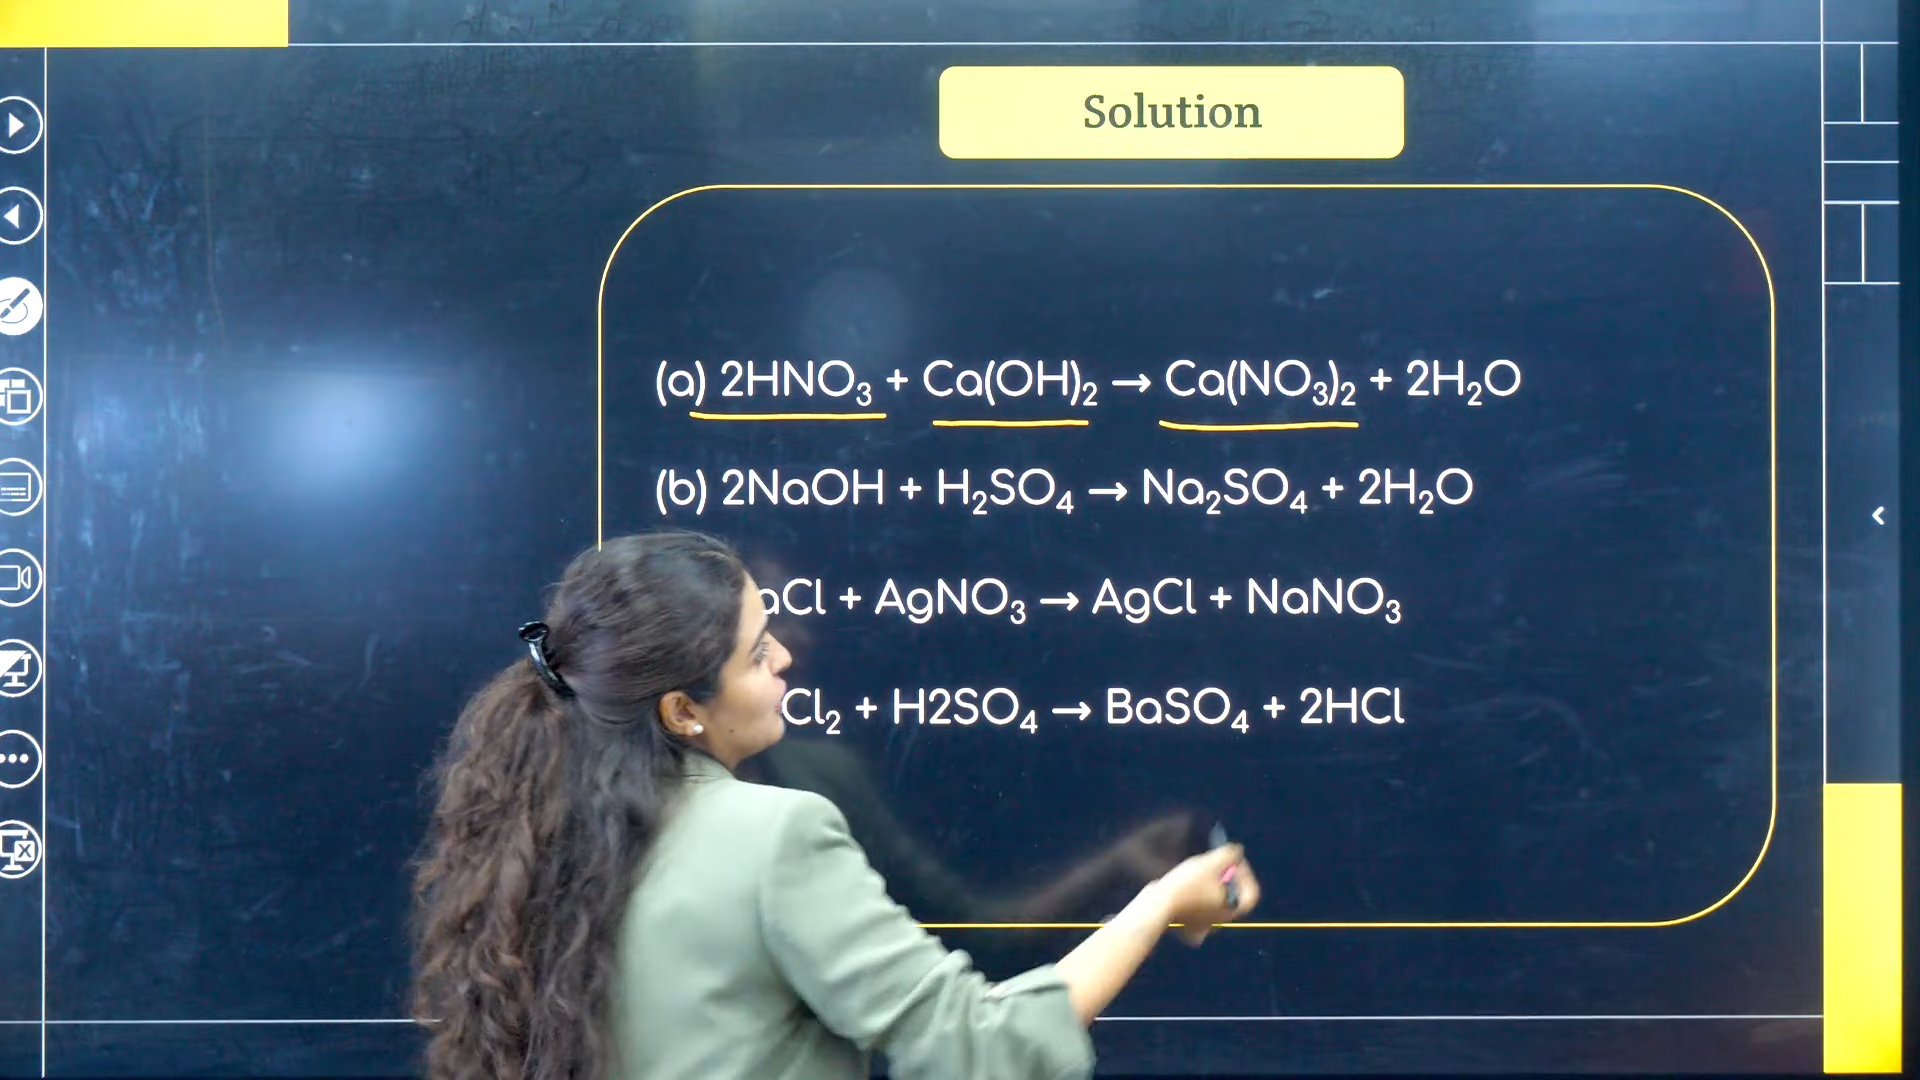 Solution
(a) 2HNO₃ + Ca(OH)₂ → Ca(NO₃)₂ + 2H₂O
(b) 2NaOH + H₂SO₄ → Na₂SO₄ + 2H₂O
aCl + AgNO₃ → AgCl + NaNO₃
Cl₂ + H2SO₄ → BaSO₄ + 2HCl